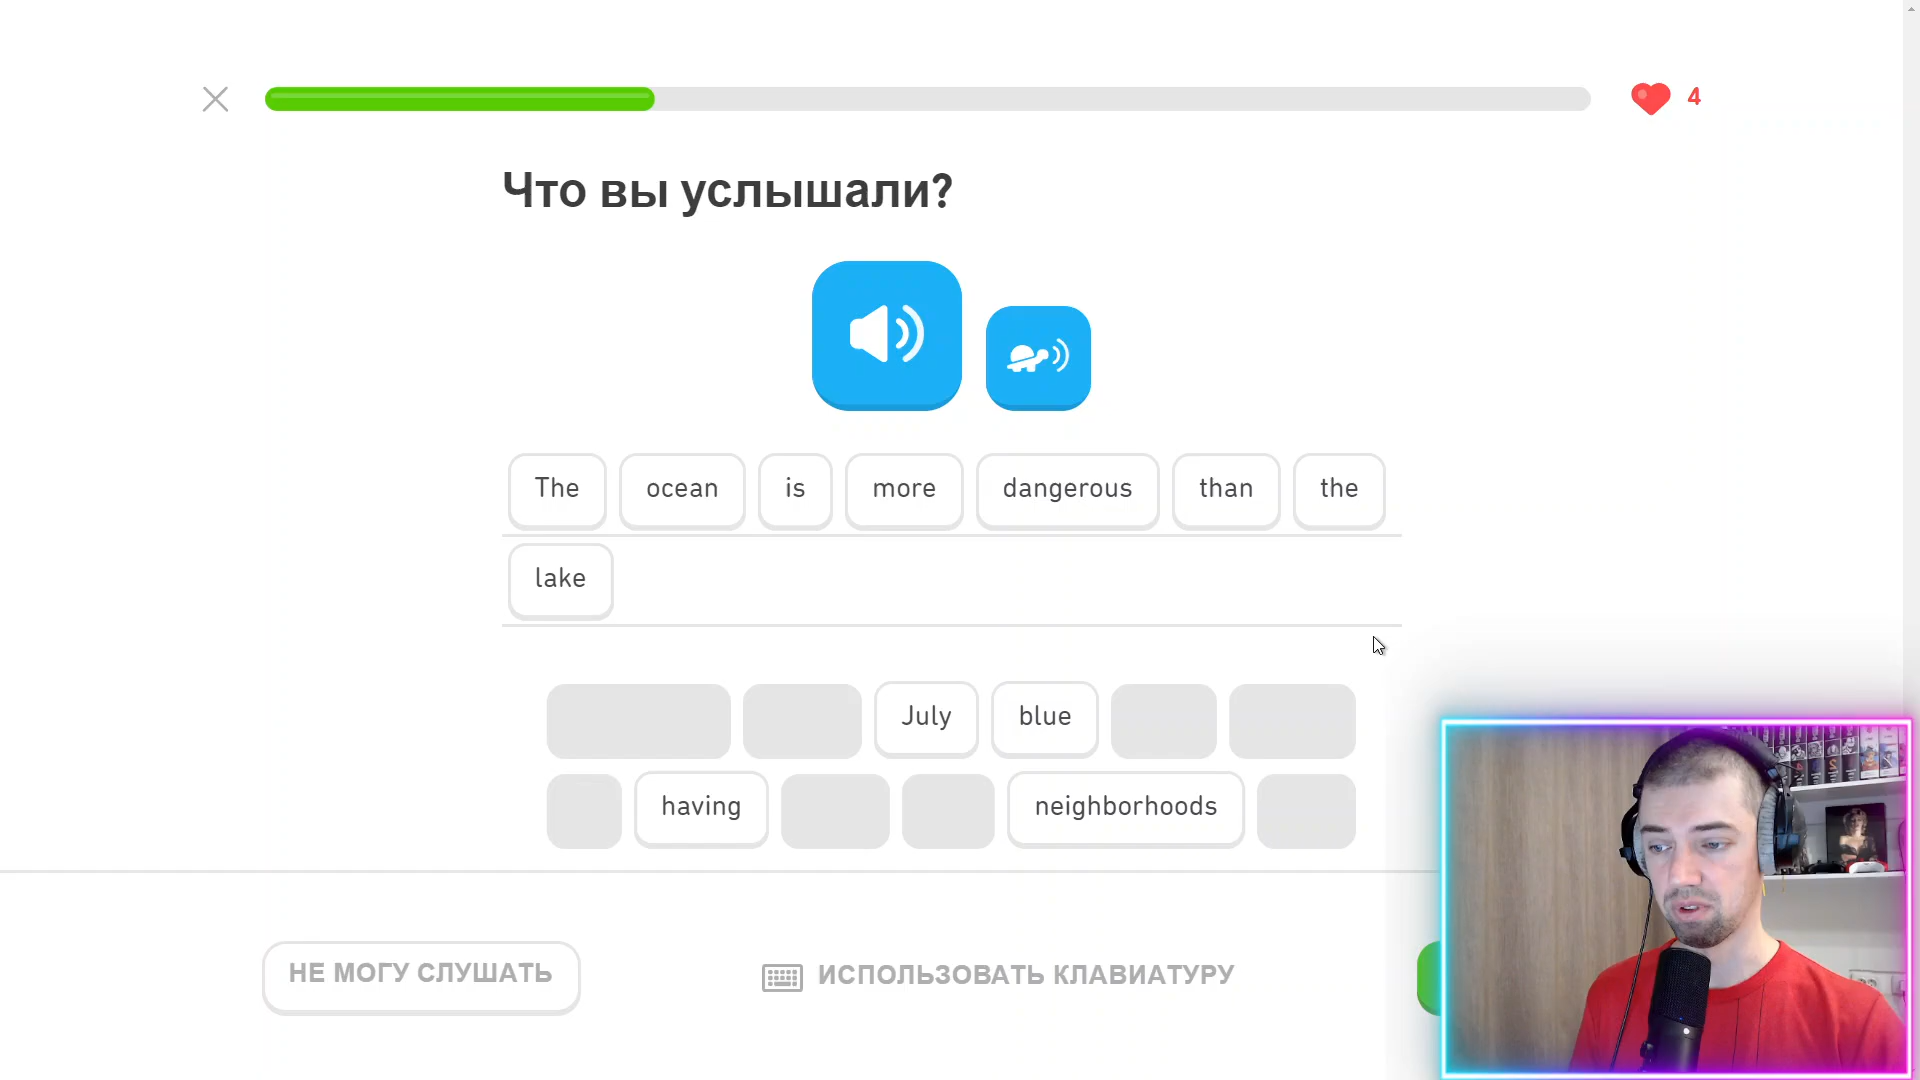 4
Что вы услышали?
The ocean is more dangerous than the
lake
July blue
having neighborhoods
НЕ МОГУ СЛУШАТЬ ИСПОЛЬЗОВАТЬ КЛАВИАТУРУ